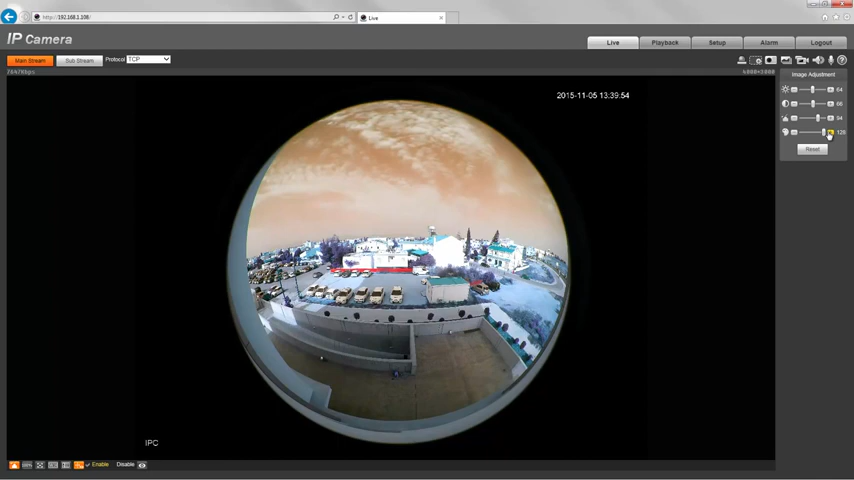 http://192.168.1.108/
Live
IP Camera
Live Playback Setup Alarm Logout
Main Stream Sub Stream Protocol TCP
Image Adjustment
2015-11-05 13:39:54
64
66
94
128
Reset
IPC
Enable Disable